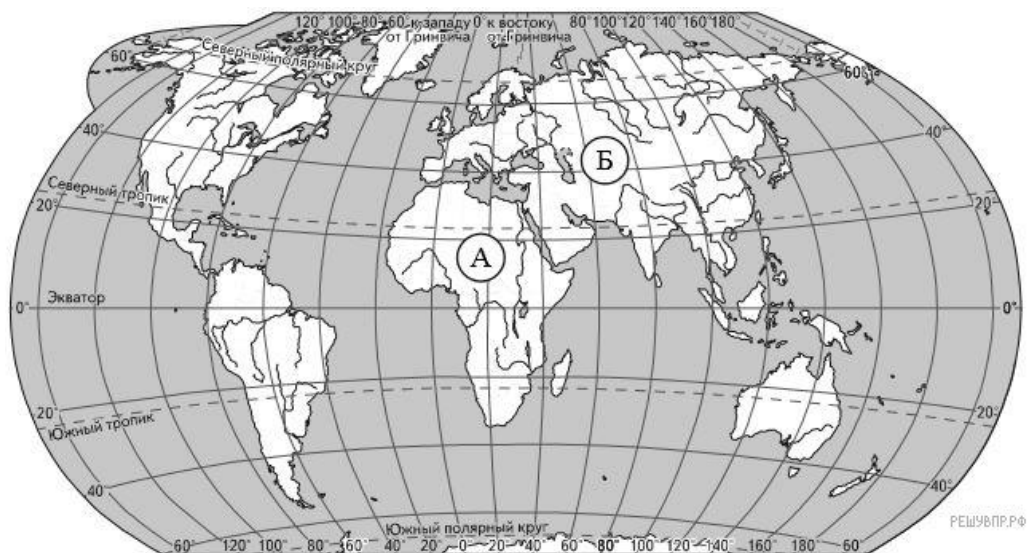 120° 100° 80° 60° к западу 0° к востоку 80° 100° 120° 140° 160° 180°
от Гринвича от Гринвича
Северный полярный круг
60° 60°
40° 40°
Б
Северный тропик
20° 20°
А
Экватор
0° 0°
20° 20°
Южный тропик
40 40°
РЕШУВПР.РФ
Южный полярный круг
60° 120° 100° 80° 60° 40° 20° 0° 20° 40° 60° 80° 100° 120° 140° 160° 60